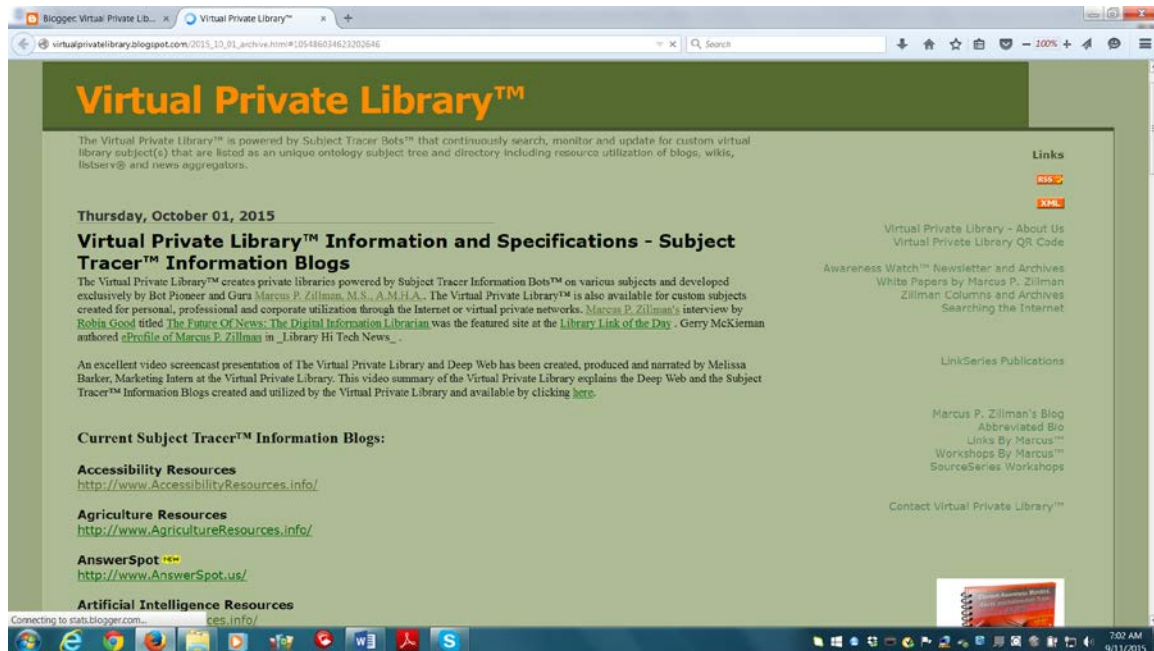 Blogger: Virtual Private Lib...
Virtual Private Library™
virtualprivatelibrary.blogspot.com/2015_10_01_archive.html#105486034623202646
Search
100%
Virtual Private Library™
The Virtual Private Library™ is powered by Subject Tracer Bots™ that continuously search, monitor and update for custom virtual
library subject(s) that are listed as an unique ontology subject tree and directory including resource utilization of blogs, wikis,
listserv® and news aggregators.
Thursday, October 01, 2015
Virtual Private Library™ Information and Specifications - Subject
Tracer™ Information Blogs
The Virtual Private Library™ creates private libraries powered by Subject Tracer Information Bots™ on various subjects and developed
exclusively by Bot Pioneer and Guru Marcus P. Zillman, M.S., A.M.H.A.. The Virtual Private Library™ is also available for custom subjects
created for personal, professional and corporate utilization through the Internet or virtual private networks. Marcus P. Zillman's interview by
Robin Good titled The Future Of News: The Digital Information Librarian was the featured site at the Library Link of the Day . Gerry McKiernan
authored eProfile of Marcus P. Zillman in _Library Hi Tech News_ .
An excellent video screencast presentation of The Virtual Private Library and Deep Web has been created, produced and narrated by Melissa
Barker, Marketing Intern at the Virtual Private Library. This video summary of the Virtual Private Library explains the Deep Web and the Subject
Tracer™ Information Blogs created and utilized by the Virtual Private Library and available by clicking here.
Current Subject Tracer™ Information Blogs:
Accessibility Resources
http://www.AccessibilityResources.info/
Agriculture Resources
http://www.AgricultureResources.info/
AnswerSpot NEW
http://www.AnswerSpot.us/
Artificial Intelligence Resources
ces.info/
Links
RSS
XML
Virtual Private Library - About Us
Virtual Private Library QR Code
Awareness Watch™ Newsletter and Archives
White Papers by Marcus P. Zillman
Zillman Columns and Archives
Searching the Internet
LinkSeries Publications
Marcus P. Zillman's Blog
Abbreviated Bio
Links By Marcus™
Workshops By Marcus™
SourceSeries Workshops
Contact Virtual Private Library™
Connecting to stats.blogger.com...
7:02 AM
9/11/2015